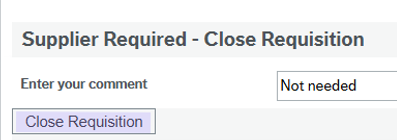 Supplier Required - Close Requisition
Enter your comment Not needed
Close Requisition